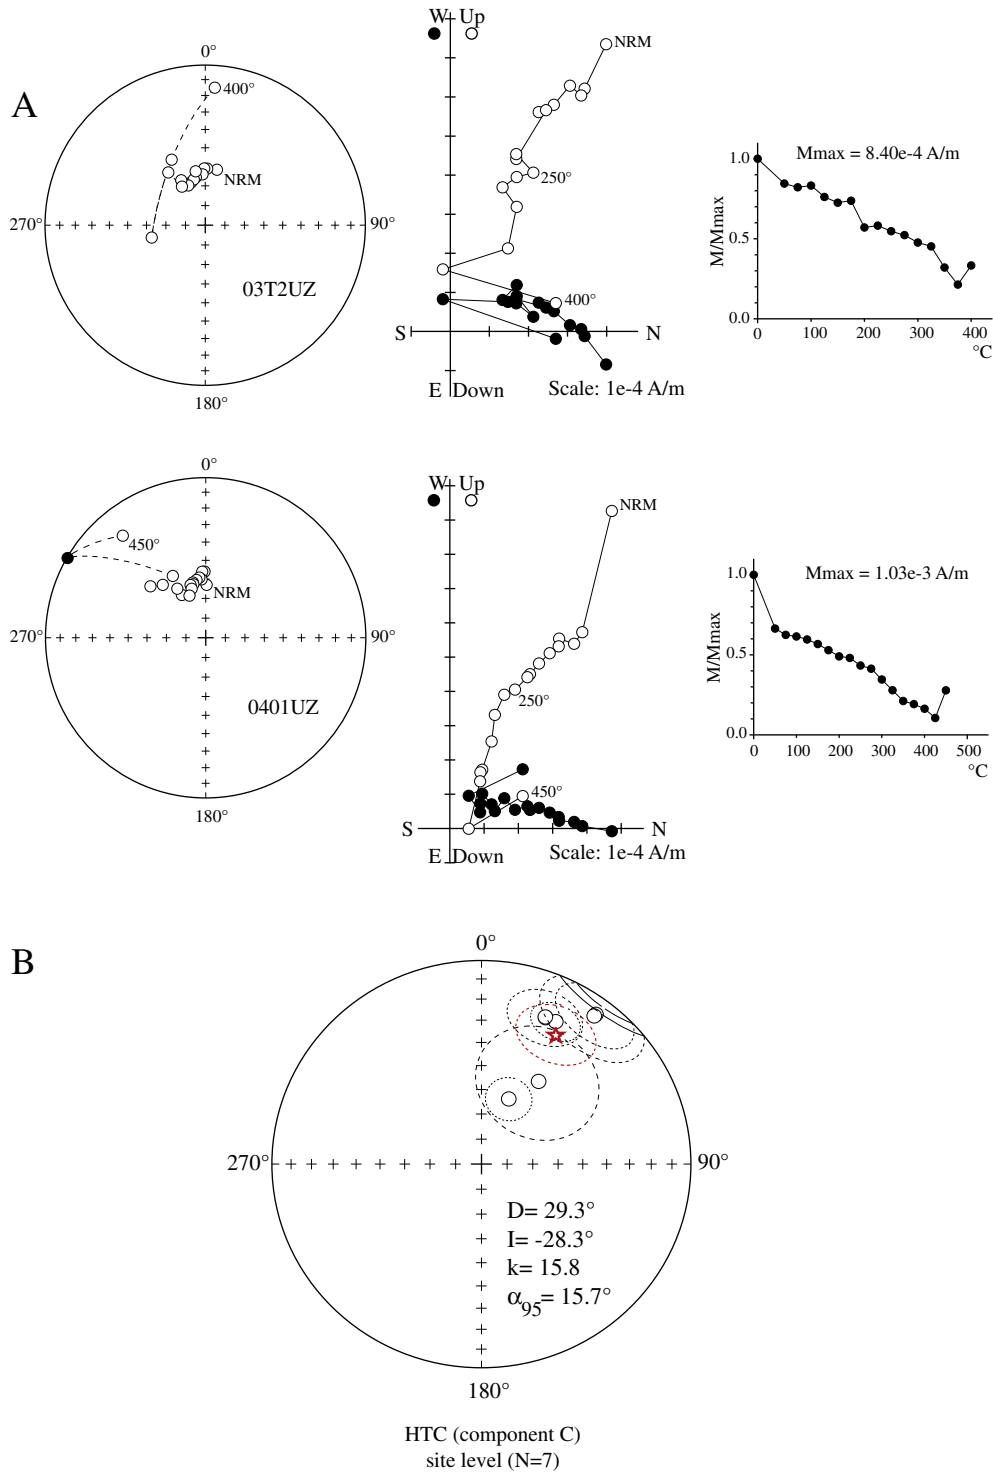 A
0°
400°
NRM
270°
90°
03T2UZ
180°
W Up
NRM
250°
400°
S
N
E Down
Scale: 1e-4 A/m
Mmax = 8.40e-4 A/m
M/Mmax
1.0
0.5
0.0
0 100 200 300 400
°C
0°
450°
NRM
270°
90°
0401UZ
180°
W Up
NRM
250°
450°
S
N
E Down
Scale: 1e-4 A/m
Mmax = 1.03e-3 A/m
M/Mmax
1.0
0.5
0.0
0 100 200 300 400 500
°C
B
0°
270°
90°
D= 29.3°
I= -28.3°
k= 15.8
α95= 15.7°
180°
HTC (component C)
site level (N=7)